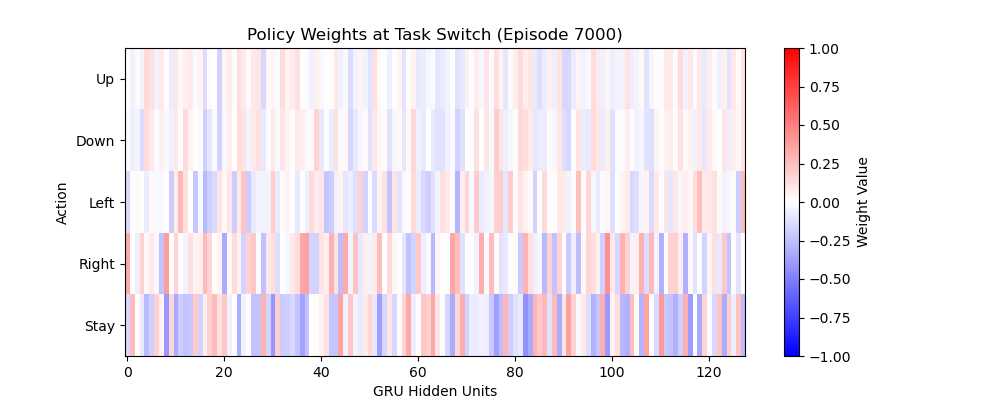 Policy Weights at Task Switch (Episode 7000)
Action
Up
Down
Left
Right
Stay
0 20 40 60 80 100 120
GRU Hidden Units
1.00
0.75
0.50
0.25
0.00
−0.25
−0.50
−0.75
−1.00
Weight Value